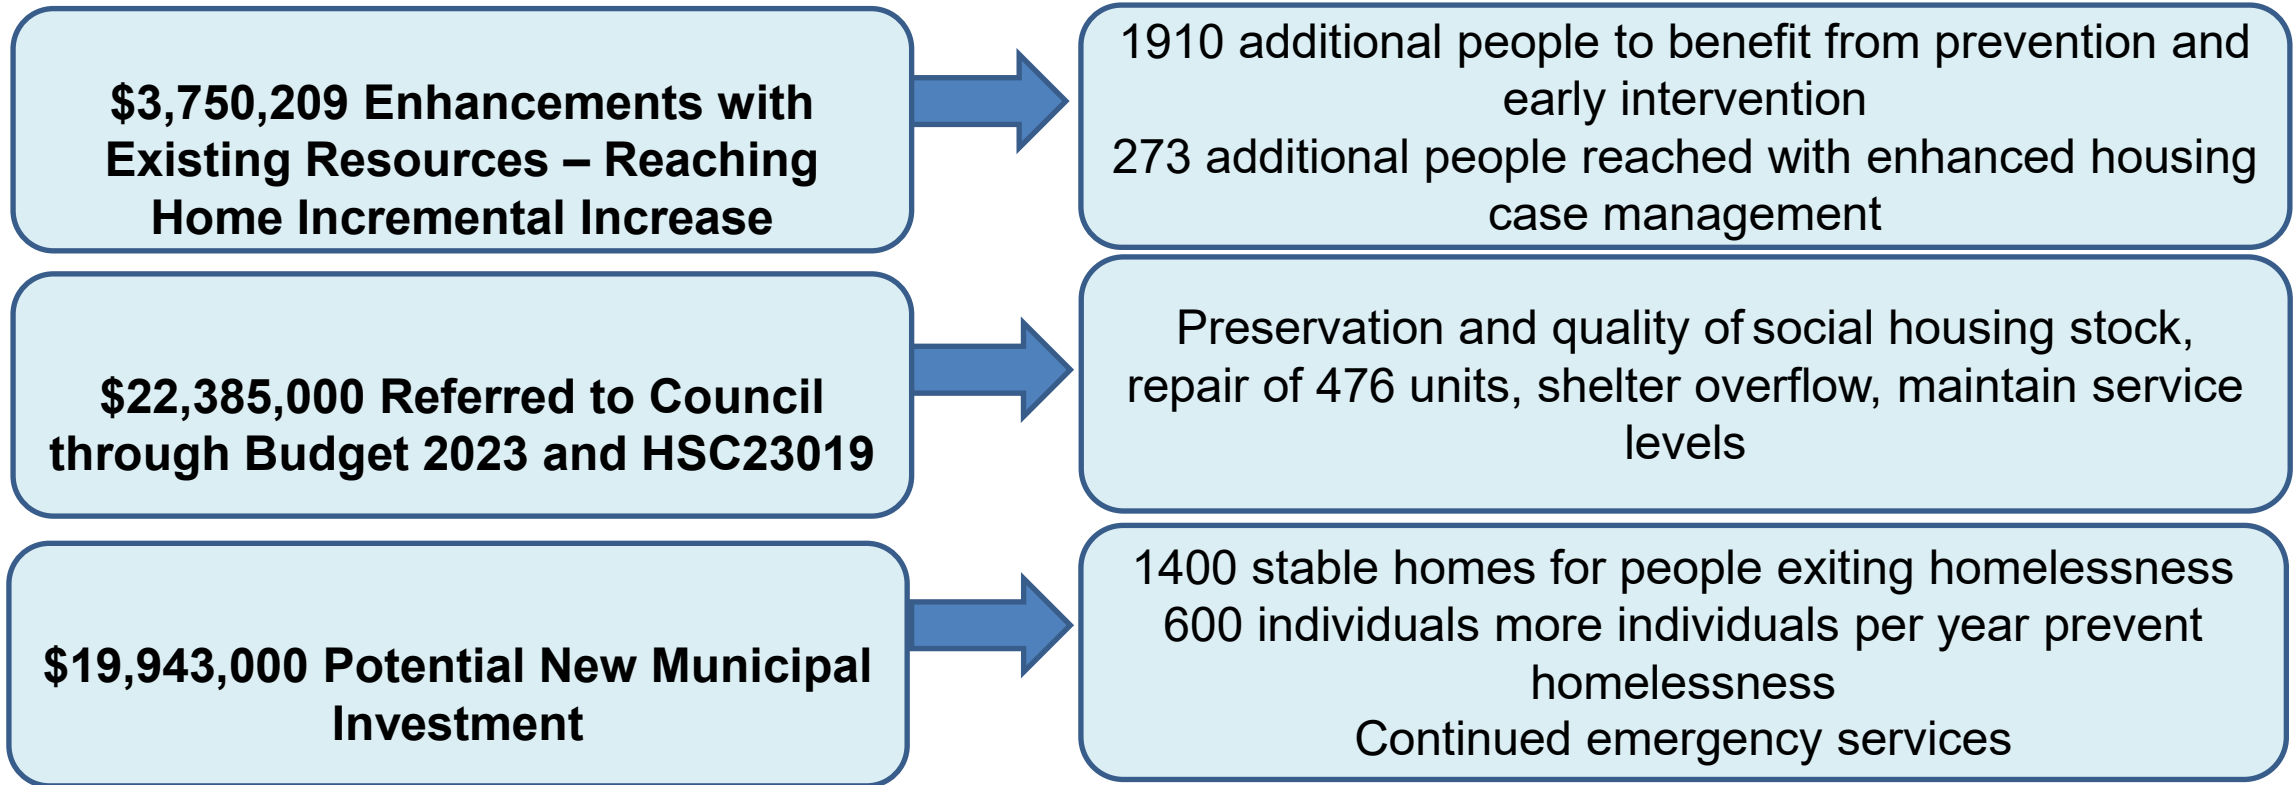 $3,750,209 Enhancements with
Existing Resources – Reaching
Home Incremental Increase
1910 additional people to benefit from prevention and
early intervention
273 additional people reached with enhanced housing
case management
$22,385,000 Referred to Council
through Budget 2023 and HSC23019
Preservation and quality of social housing stock,
repair of 476 units, shelter overflow, maintain service
levels
$19,943,000 Potential New Municipal
Investment
1400 stable homes for people exiting homelessness
600 individuals more individuals per year prevent
homelessness
Continued emergency services